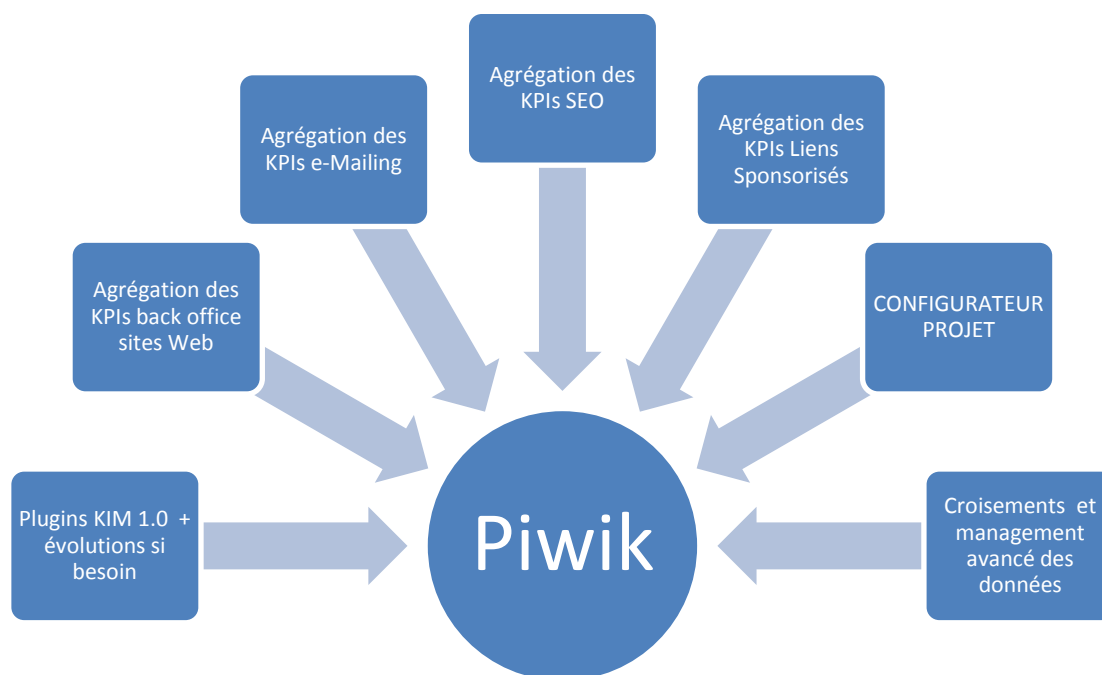 Agrégation des
KPIs SEO
Agrégation des
KPIs e-Mailing
Agrégation des
KPIs Liens
Sponsorisés
Agrégation des
KPIs back office
sites Web
CONFIGURATEUR
PROJET
Plugins KIM 1.0 +
évolutions si
besoin
Piwik
Croisements et
management
avancé des
données